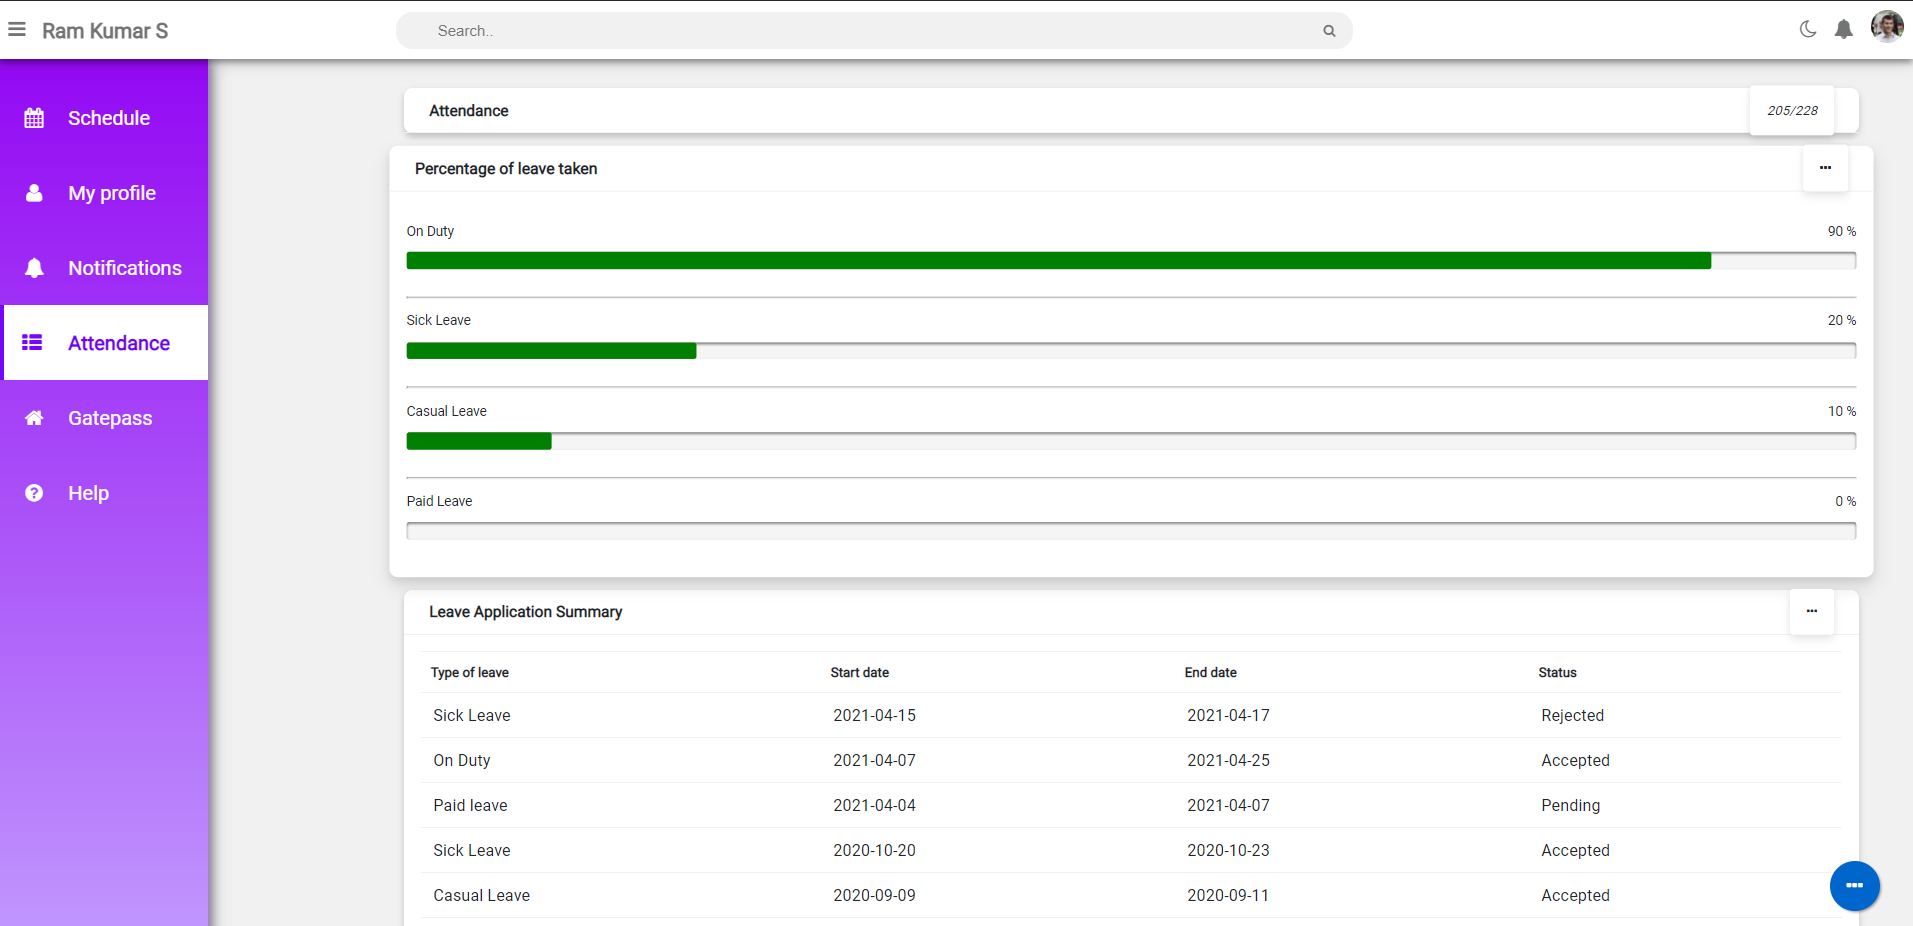 Ram Kumar S
Search..
Schedule
My profile
Notifications
Attendance
Gatepass
Help
Attendance 205/228
Percentage of leave taken
On Duty 90 %
Sick Leave 20 %
Casual Leave 10 %
Paid Leave 0 %
Leave Application Summary
Type of leave Start date End date Status
Sick Leave 2021-04-15 2021-04-17 Rejected
On Duty 2021-04-07 2021-04-25 Accepted
Paid leave 2021-04-04 2021-04-07 Pending
Sick Leave 2020-10-20 2020-10-23 Accepted
Casual Leave 2020-09-09 2020-09-11 Accepted